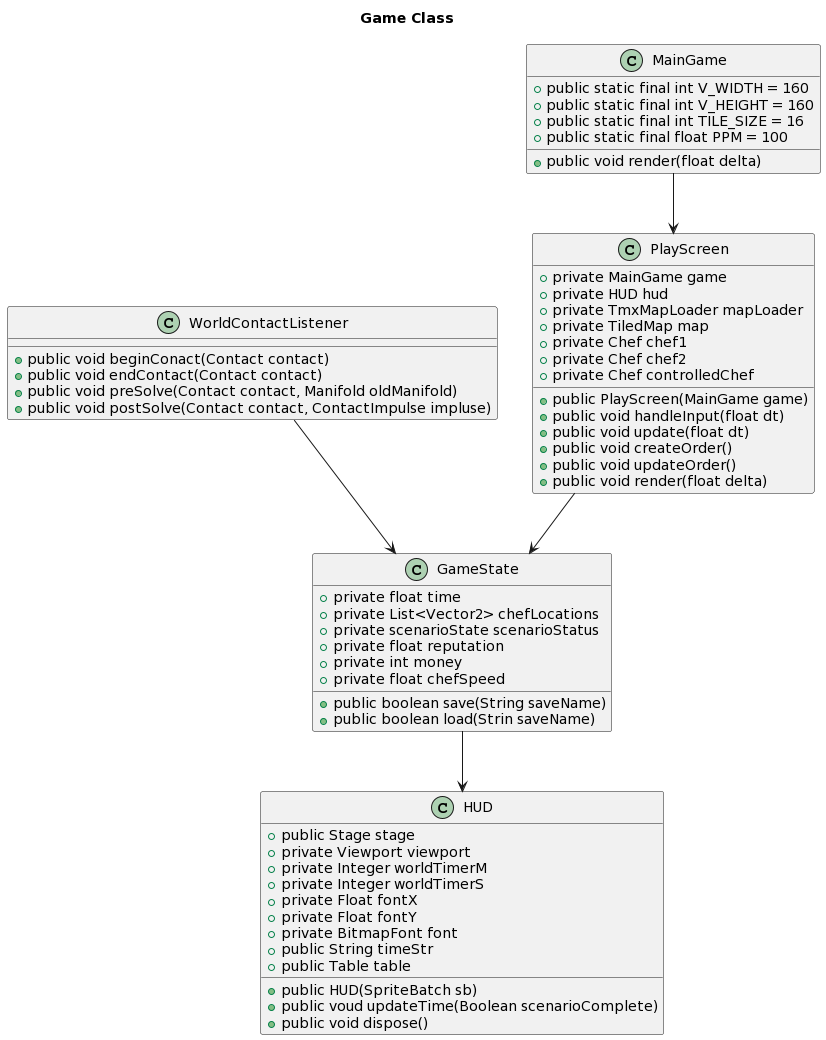 Game Class
MainGame
public static final int V_WIDTH = 160
public static final int V_HEIGHT = 160
public static final int TILE_SIZE = 16
public static final float PPM = 100
public void render(float delta)
PlayScreen
private MainGame game
private HUD hud
private TmxMapLoader mapLoader
private TiledMap map
private Chef chef1
private Chef chef2
private Chef controlledChef
public PlayScreen(MainGame game)
public void handleInput(float dt)
public void update(float dt)
public void createOrder()
public void updateOrder()
public void render(float delta)
WorldContactListener
public void beginConact(Contact contact)
public void endContact(Contact contact)
public void preSolve(Contact contact, Manifold oldManifold)
public void postSolve(Contact contact, ContactImpulse impluse)
GameState
private float time
private List<Vector2> chefLocations
private scenarioState scenarioStatus
private float reputation
private int money
private float chefSpeed
public boolean save(String saveName)
public boolean load(Strin saveName)
HUD
public Stage stage
private Viewport viewport
private Integer worldTimerM
private Integer worldTimerS
private Float fontX
private Float fontY
private BitmapFont font
public String timeStr
public Table table
public HUD(SpriteBatch sb)
public voud updateTime(Boolean scenarioComplete)
public void dispose()